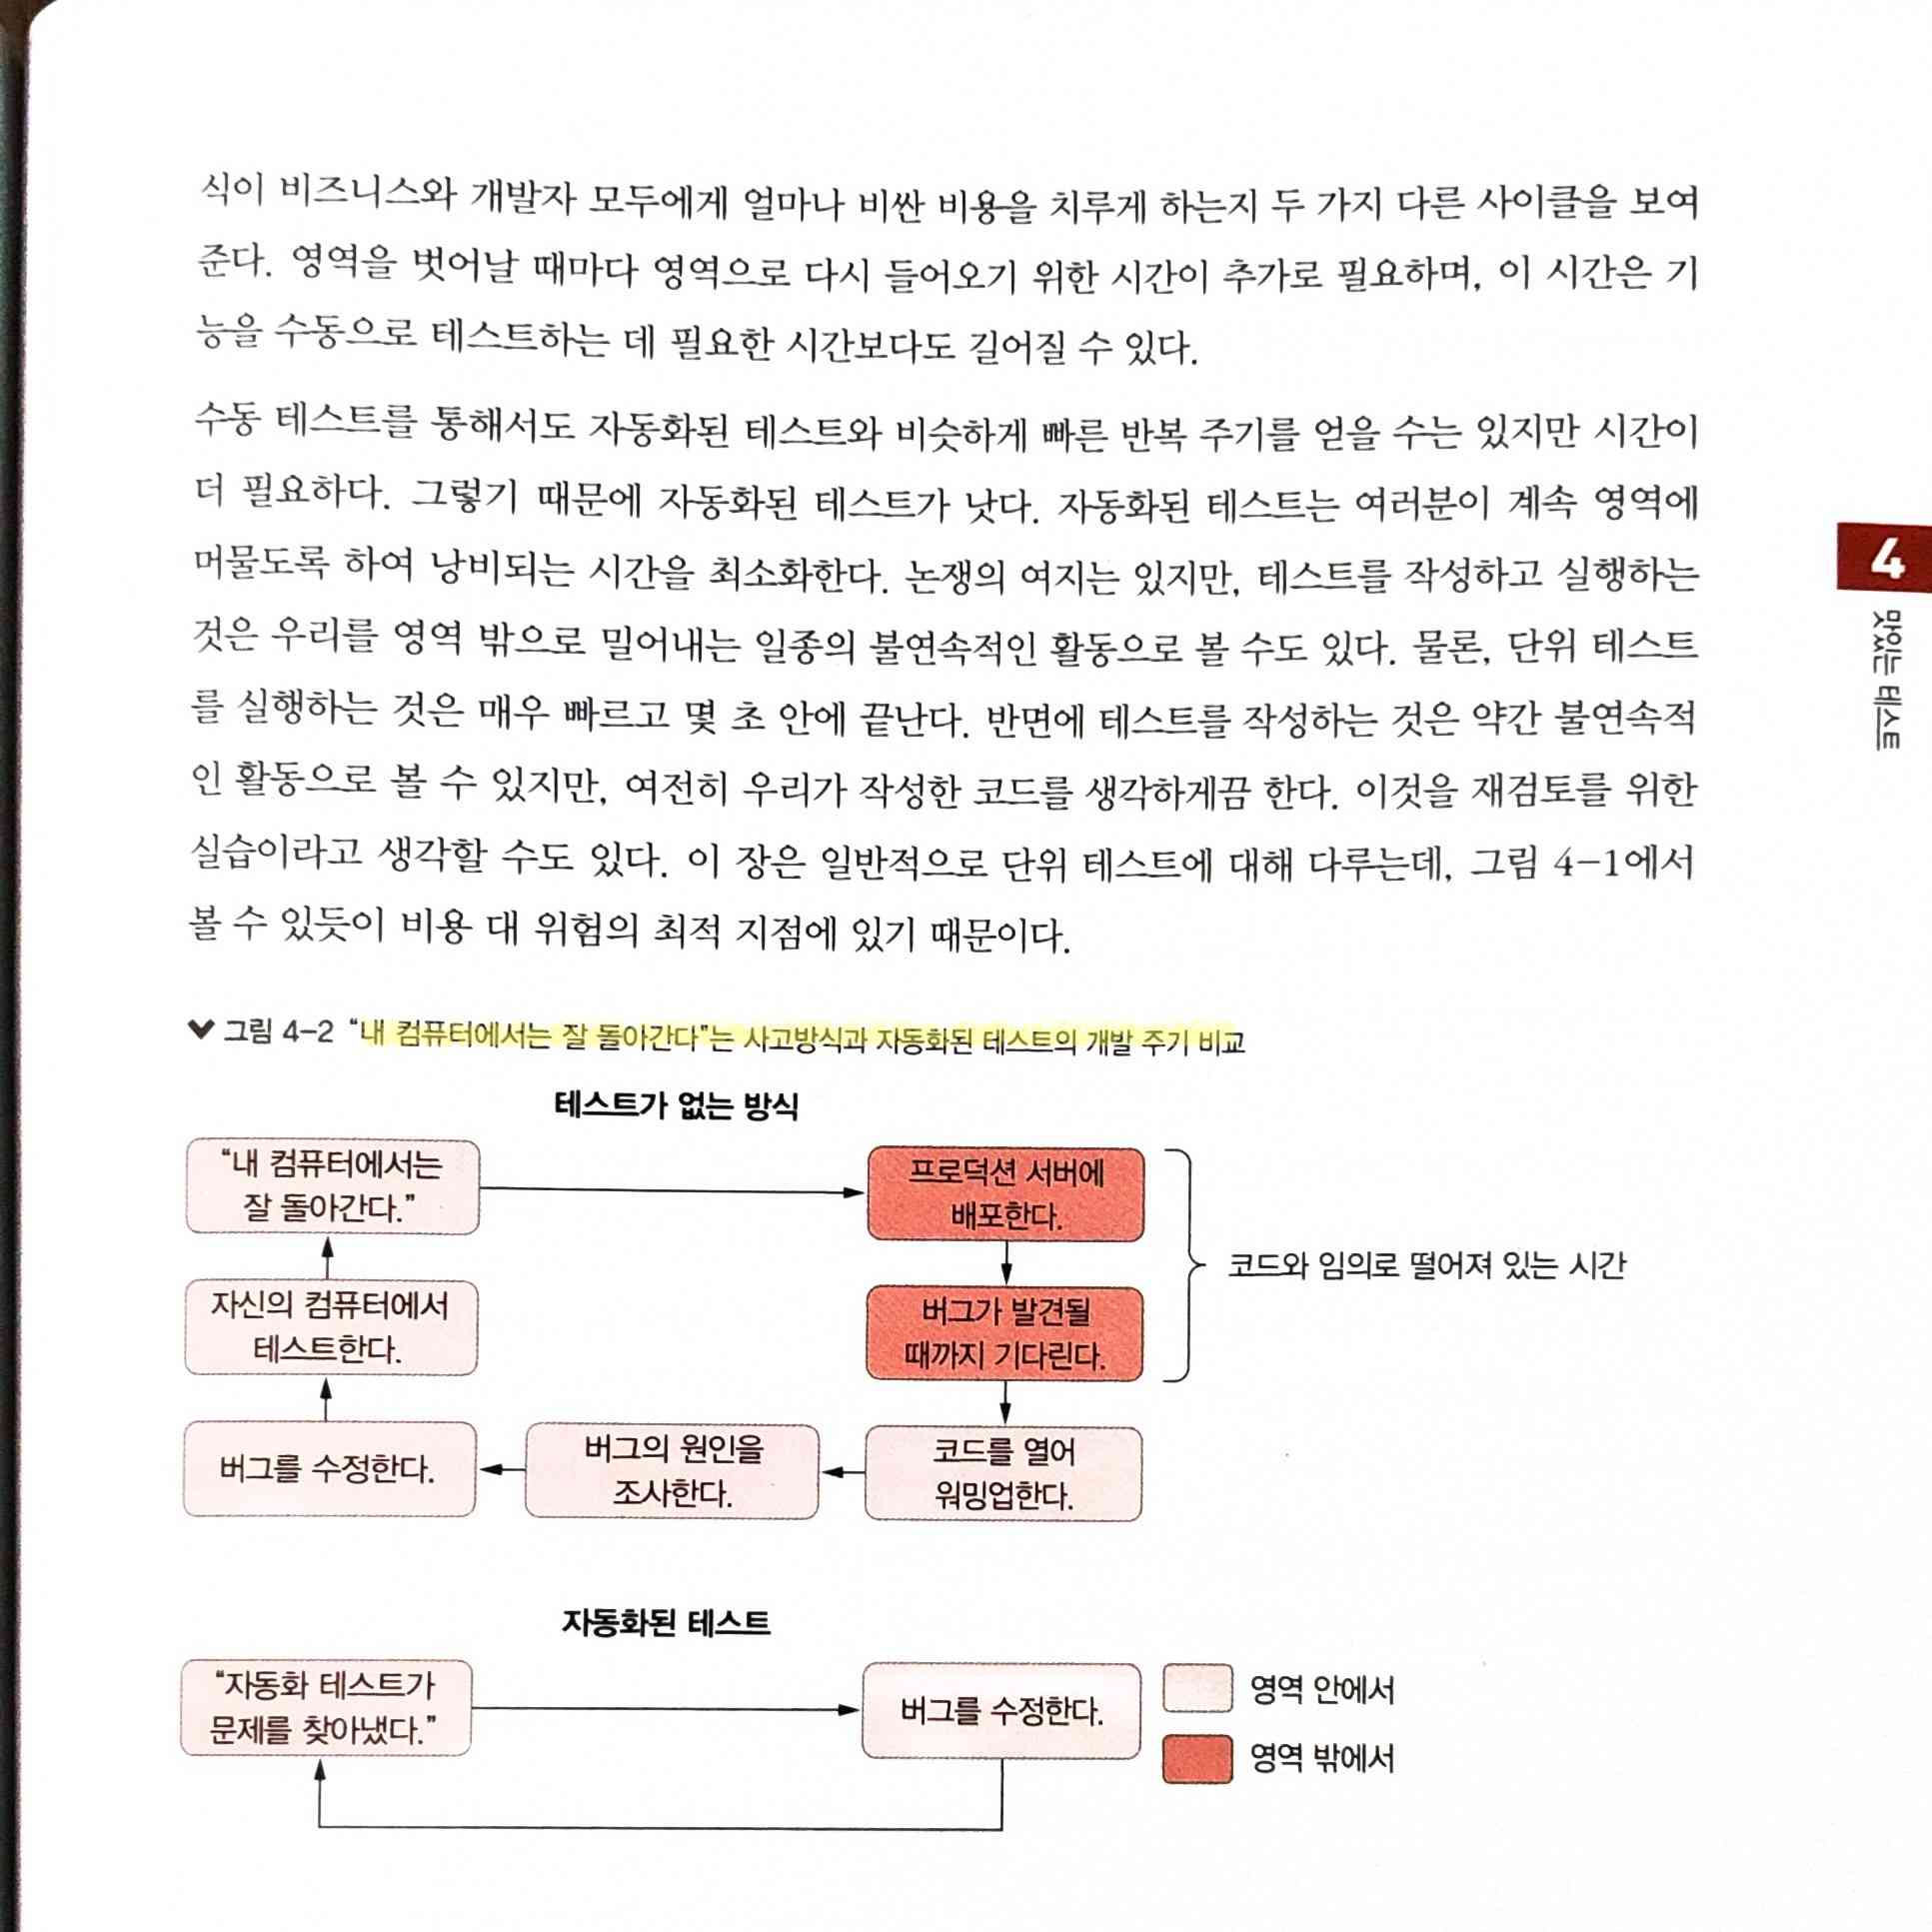 식이 비즈니스와 개발자 모두에게 얼마나 비싼 비용을 치루게 하는지 두 가지 다른 사이클을 보여
준다. 영역을 벗어날 때마다 영역으로 다시 들어오기 위한 시간이 추가로 필요하며, 이 시간은 기
능을 수동으로 테스트하는 데 필요한 시간보다도 길어질 수 있다.
수동 테스트를 통해서도 자동화된 테스트와 비슷하게 빠른 반복 주기를 얻을 수는 있지만 시간이
더 필요하다. 그렇기 때문에 자동화된 테스트가 낫다. 자동화된 테스트는 여러분이 계속 영역에
머물도록 하여 낭비되는 시간을 최소화한다. 논쟁의 여지는 있지만, 테스트를 작성하고 실행하는
것은 우리를 영역 밖으로 밀어내는 일종의 불연속적인 활동으로 볼 수도 있다. 물론, 단위 테스트
를 실행하는 것은 매우 빠르고 몇 초 안에 끝난다. 반면에 테스트를 작성하는 것은 약간 불연속적
인 활동으로 볼 수 있지만, 여전히 우리가 작성한 코드를 생각하게끔 한다. 이것을 재검토를 위한
실습이라고 생각할 수도 있다. 이 장은 일반적으로 단위 테스트에 대해 다루는데, 그림 4-1에서
볼 수 있듯이 비용 대 위험의 최적 지점에 있기 때문이다.
4
맛있는 테스트
그림 4-2 “내 컴퓨터에서는 잘 돌아간다”는 사고방식과 자동화된 테스트의 개발 주기 비교
테스트가 없는 방식
“내 컴퓨터에서는
잘 돌아간다.”
프로덕션 서버에
배포한다.
코드와 임의로 떨어져 있는 시간
자신의 컴퓨터에서
테스트한다.
버그가 발견될
때까지 기다린다.
버그를 수정한다.
버그의 원인을
조사한다.
코드를 열어
워밍업한다.
자동화된 테스트
“자동화 테스트가
문제를 찾아냈다.”
버그를 수정한다.
영역 안에서
영역 밖에서